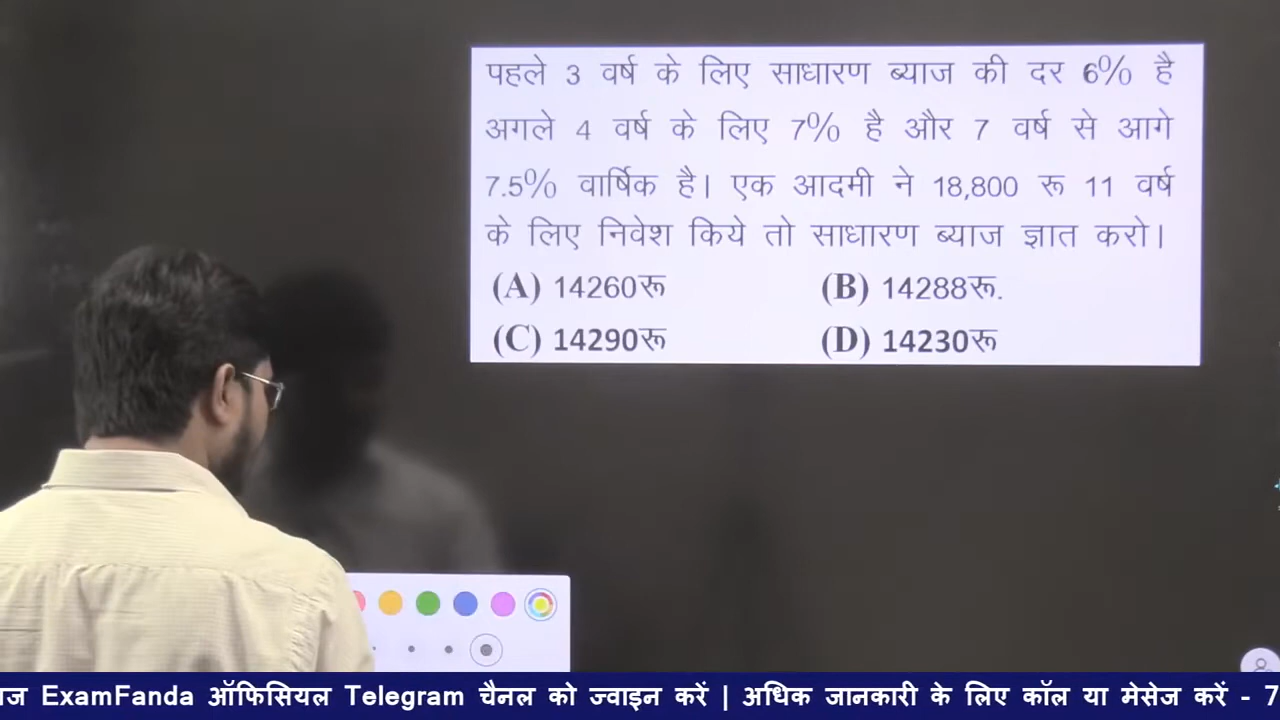 पहले 3 वर्ष के लिए साधारण ब्याज की दर 6% है
अगले 4 वर्ष के लिए 7% है और 7 वर्ष से आगे
7.5% वार्षिक है। एक आदमी ने 18,800 रू 11 वर्ष
के लिए निवेश किये तो साधारण ब्याज ज्ञात करो।
(A) 14260रू (B) 14288रू.
(C) 14290रू (D) 14230रू
ExamFanda ऑफिसियल Telegram चैनल को ज्वाइन करें | अधिक जानकारी के लिए कॉल या मेसेज करें - 7